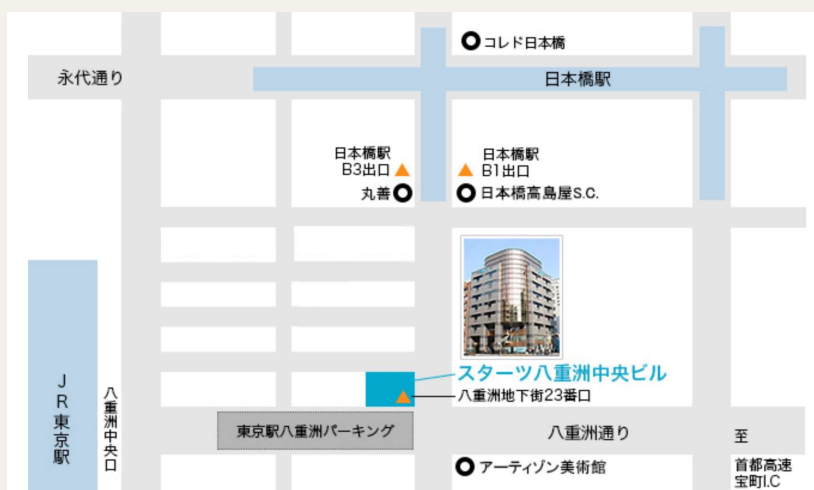 コレド日本橋
永代通り
日本橋駅
日本橋駅
B3出口
日本橋駅
B1出口
丸善
日本橋高島屋S.C.
スターツ八重洲中央ビル
八重洲地下街23番口
JR東京駅
八重洲中央口
東京駅八重洲パーキング
八重洲通り
至
首都高速
宝町I.C
アーティゾン美術館